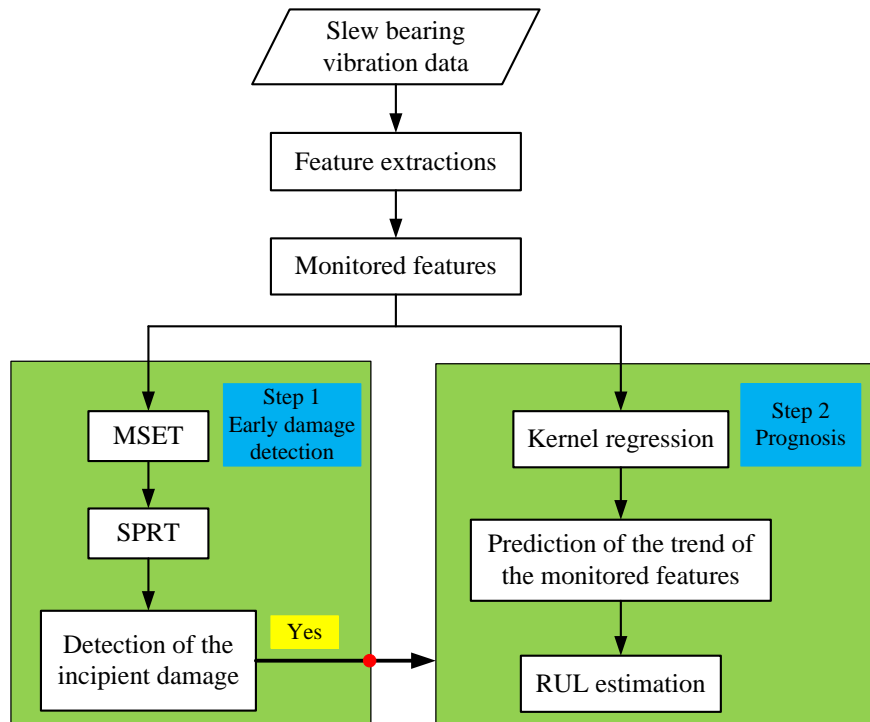 Slew bearing
vibration data
Feature extractions
Monitored features
Step 1
Early damage
detection
MSET
SPRT
Detection of the
incipient damage
Yes
Step 2
Prognosis
Kernel regression
Prediction of the trend of
the monitored features
RUL estimation